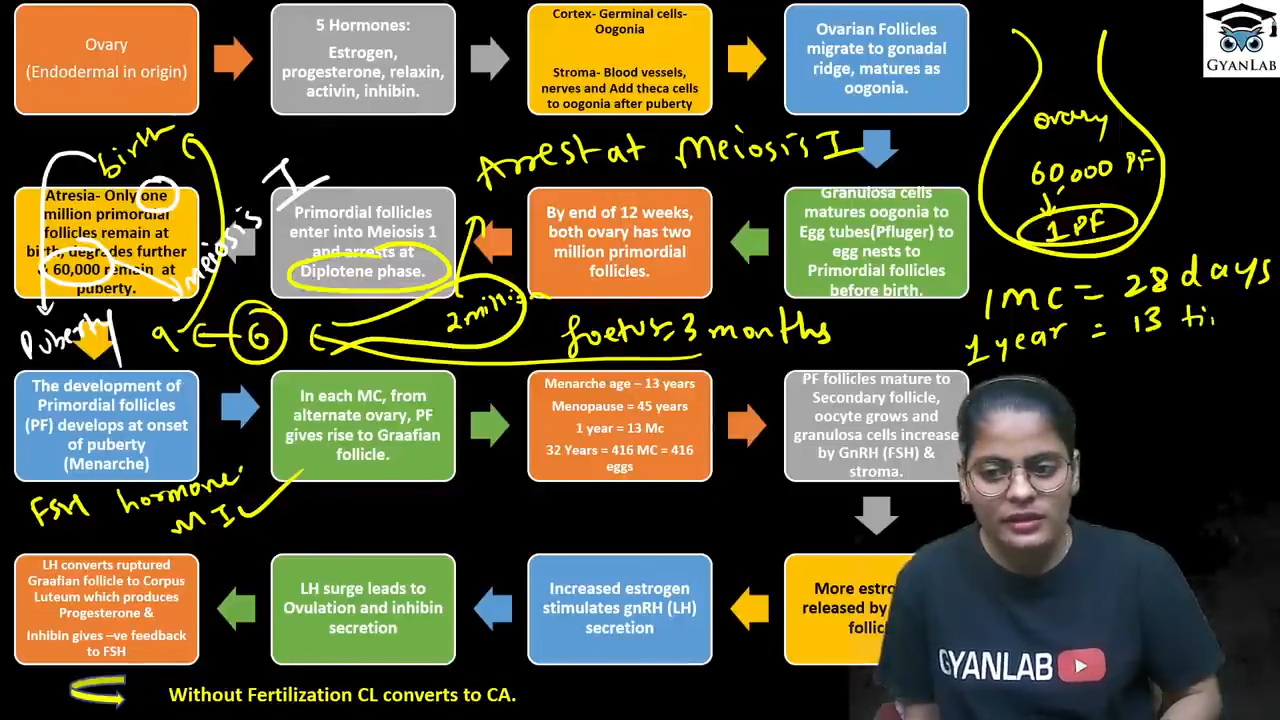 Ovary
(Endodermal in origin)
5 Hormones:
Estrogen,
progesterone, relaxin,
activin, inhibin.
Cortex- Germinal cells-
Oogonia
Stroma- Blood vessels,
nerves and Add theca cells
to oogonia after puberty
Ovarian Follicles
migrate to gonadal
ridge, matures as
oogonia.
GYANLAB
ovary
60,000 PF
1 PF
birth
Arrest at Meiosis I
Atresia- Only one
million primordial
follicles remain at
birth, degrades further
& 60,000 remain at
puberty.
Meiosis I
Primordial follicles
enter into Meiosis 1
and arrests at
Diplotene phase.
By end of 12 weeks,
both ovary has two
million primordial
follicles.
Granulosa cells
matures oogonia to
Egg tubes(Pfluger) to
egg nests to
Primordial follicles
before birth.
1 MC = 28 days
1 year = 13 ti
Puberty
9
6
2 million
foetus = 3 months
The development of
Primordial follicles
(PF) develops at onset
of puberty
(Menarche)
In each MC, from
alternate ovary, PF
gives rise to Graafian
follicle.
Menarche age – 13 years
Menopause = 45 years
1 year = 13 Mc
32 Years = 416 MC = 416
eggs
PF follicles mature to
Secondary follicle,
oocyte grows and
granulosa cells increase
by GnRH (FSH) &
stroma.
FSH hormone
M I
LH converts ruptured
Graafian follicle to Corpus
Luteum which produces
Progesterone &
Inhibin gives –ve feedback
to FSH
LH surge leads to
Ovulation and inhibin
secretion
Increased estrogen
stimulates gnRH (LH)
secretion
More estro
released by
follic
GYANLAB
Without Fertilization CL converts to CA.